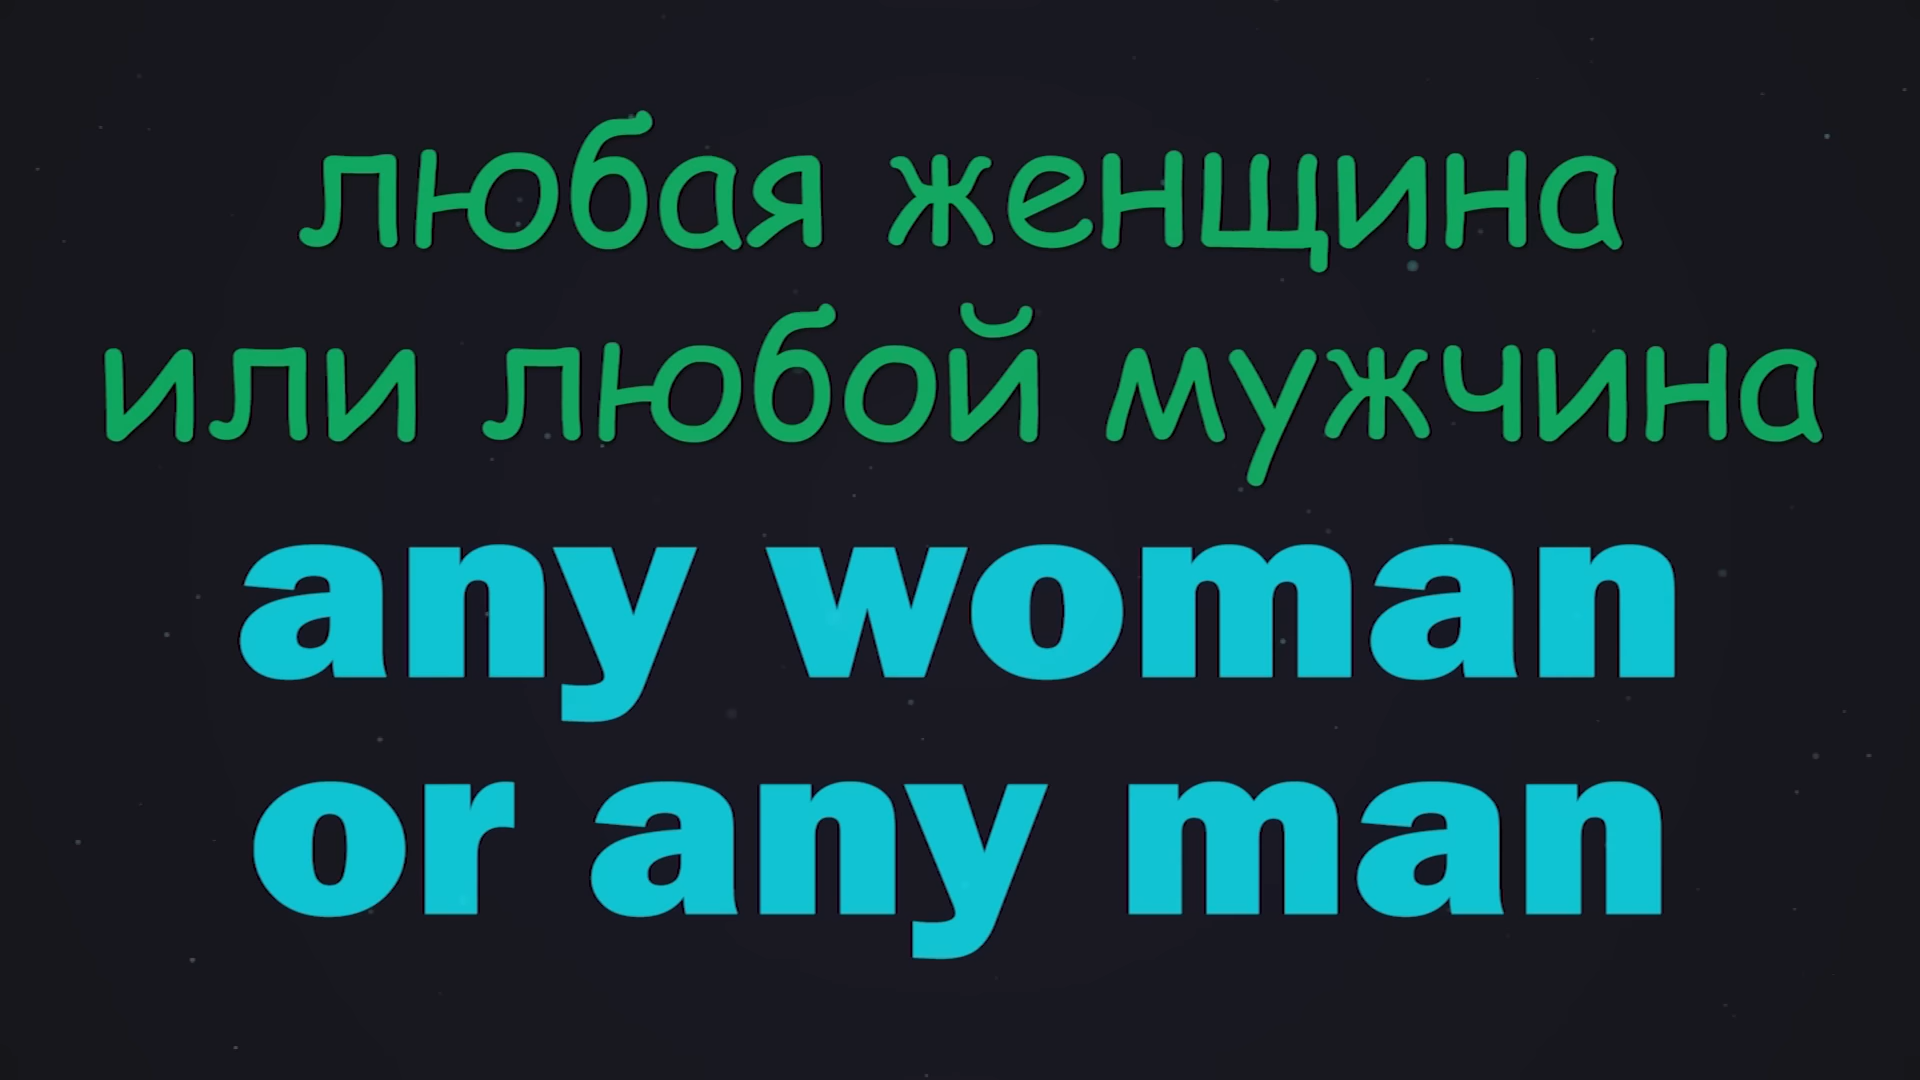 любая женщина
или любой мужчина
any woman
or any man